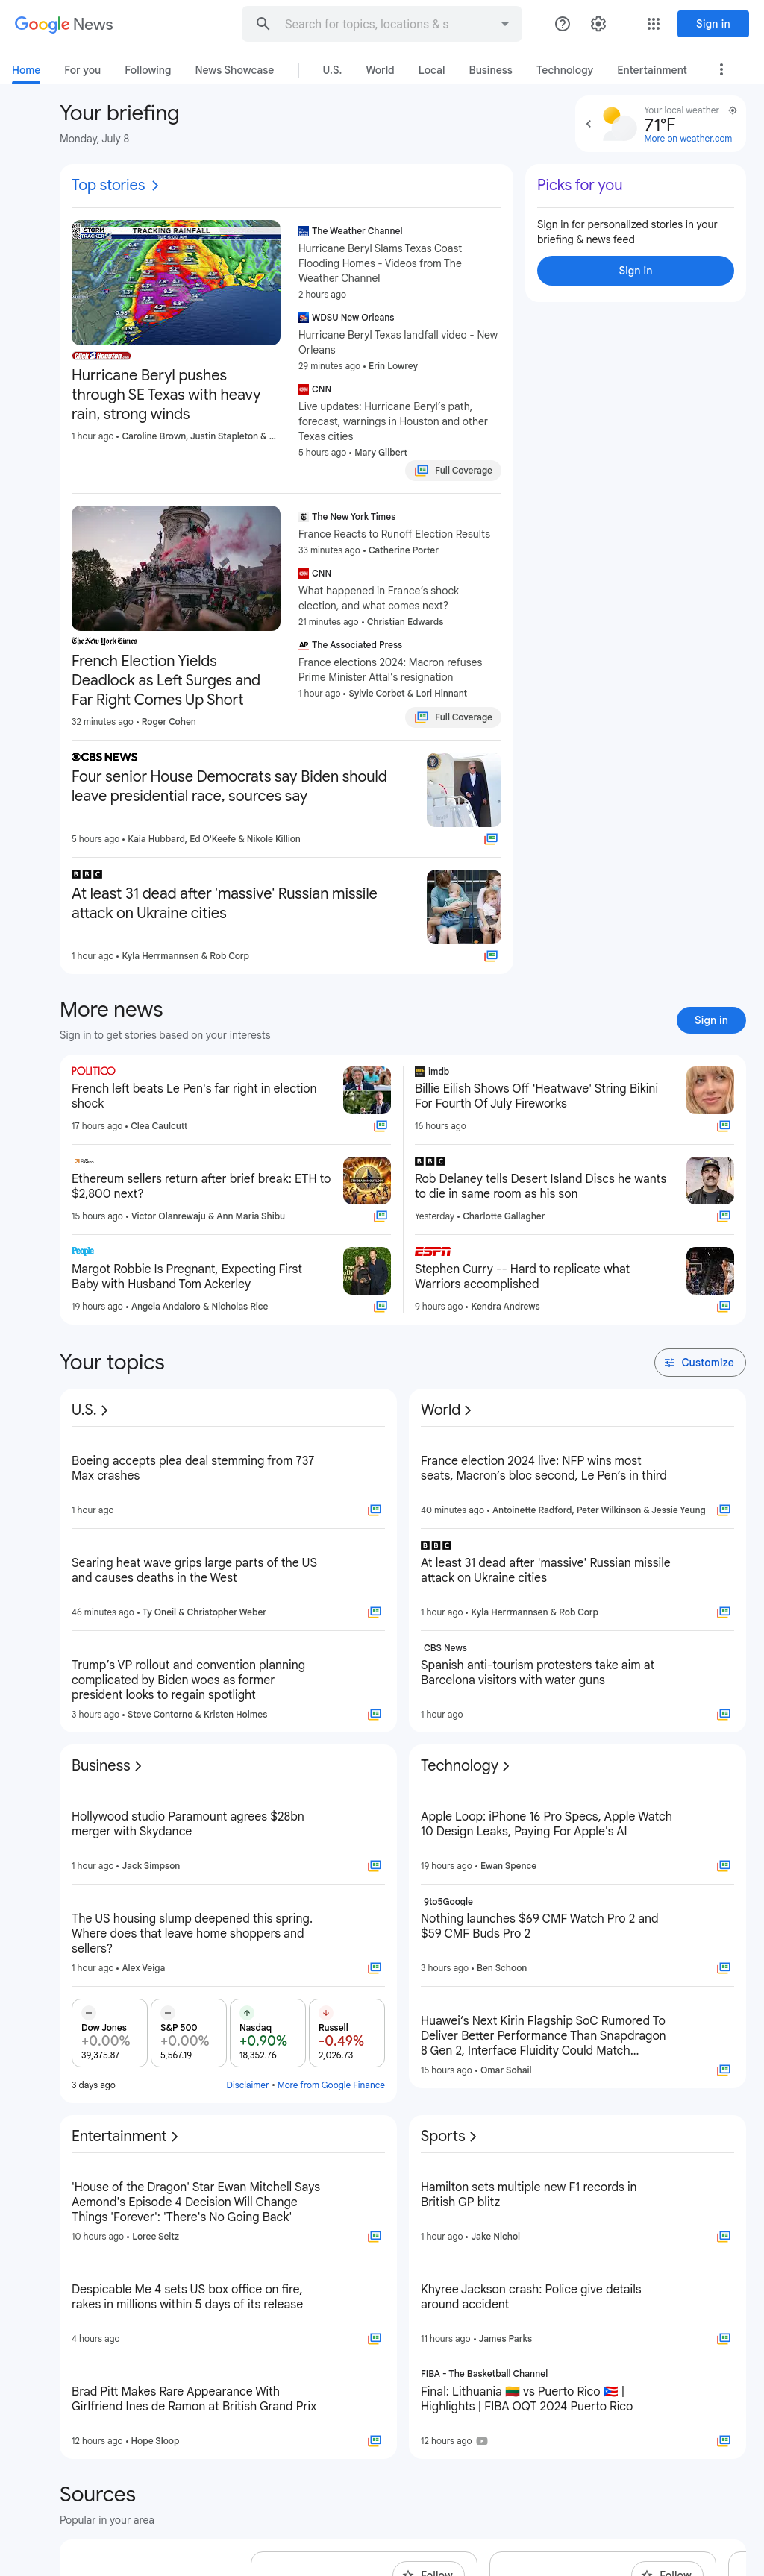 Google News
Search for topics, locations & s
Sign in
Home
For you
Following
News Showcase
U.S.
World
Local
Business
Technology
Entertainment
Your briefing
Monday, July 8
Your local weather
71°F
More on weather.com
Top stories
Picks for you
Sign in for personalized stories in your
briefing & news feed
Sign in
STORM
TRACKER
TRACKING RAINFALL
TUE 6:00 AM
Click2Houston.com
Hurricane Beryl pushes
through SE Texas with heavy
rain, strong winds
1 hour ago • Caroline Brown, Justin Stapleton & ...
The Weather Channel
Hurricane Beryl Slams Texas Coast
Flooding Homes - Videos from The
Weather Channel
2 hours ago
WDSU New Orleans
Hurricane Beryl Texas landfall video - New
Orleans
29 minutes ago • Erin Lowrey
CNN
Live updates: Hurricane Beryl’s path,
forecast, warnings in Houston and other
Texas cities
5 hours ago • Mary Gilbert
Full Coverage
The New York Times
French Election Yields
Deadlock as Left Surges and
Far Right Comes Up Short
32 minutes ago • Roger Cohen
The New York Times
France Reacts to Runoff Election Results
33 minutes ago • Catherine Porter
CNN
What happened in France’s shock
election, and what comes next?
21 minutes ago • Christian Edwards
AP The Associated Press
France elections 2024: Macron refuses
Prime Minister Attal's resignation
1 hour ago • Sylvie Corbet & Lori Hinnant
Full Coverage
CBS NEWS
Four senior House Democrats say Biden should
leave presidential race, sources say
5 hours ago • Kaia Hubbard, Ed O'Keefe & Nikole Killion
BBC
At least 31 dead after 'massive' Russian missile
attack on Ukraine cities
1 hour ago • Kyla Herrmannsen & Rob Corp
More news
Sign in to get stories based on your interests
Sign in
POLITICO
French left beats Le Pen's far right in election
shock
17 hours ago • Clea Caulcutt
Ethereum sellers return after brief break: ETH to
$2,800 next?
15 hours ago • Victor Olanrewaju & Ann Maria Shibu
People
Margot Robbie Is Pregnant, Expecting First
Baby with Husband Tom Ackerley
19 hours ago • Angela Andaloro & Nicholas Rice
imdb
Billie Eilish Shows Off 'Heatwave' String Bikini
For Fourth Of July Fireworks
16 hours ago
BBC
Rob Delaney tells Desert Island Discs he wants
to die in same room as his son
Yesterday • Charlotte Gallagher
ESPN
Stephen Curry -- Hard to replicate what
Warriors accomplished
9 hours ago • Kendra Andrews
Your topics
Customize
U.S.
Boeing accepts plea deal stemming from 737
Max crashes
1 hour ago
Searing heat wave grips large parts of the US
and causes deaths in the West
46 minutes ago • Ty Oneil & Christopher Weber
Trump’s VP rollout and convention planning
complicated by Biden woes as former
president looks to regain spotlight
3 hours ago • Steve Contorno & Kristen Holmes
World
France election 2024 live: NFP wins most
seats, Macron’s bloc second, Le Pen’s in third
40 minutes ago • Antoinette Radford, Peter Wilkinson & Jessie Yeung
BBC
At least 31 dead after 'massive' Russian missile
attack on Ukraine cities
1 hour ago • Kyla Herrmannsen & Rob Corp
CBS News
Spanish anti-tourism protesters take aim at
Barcelona visitors with water guns
1 hour ago
Business
Hollywood studio Paramount agrees $28bn
merger with Skydance
1 hour ago • Jack Simpson
The US housing slump deepened this spring.
Where does that leave home shoppers and
sellers?
1 hour ago • Alex Veiga
Dow Jones
+0.00%
39,375.87
S&P 500
+0.00%
5,567.19
Nasdaq
+0.90%
18,352.76
Russell
-0.49%
2,026.73
3 days ago
Disclaimer • More from Google Finance
Technology
Apple Loop: iPhone 16 Pro Specs, Apple Watch
10 Design Leaks, Paying For Apple's AI
19 hours ago • Ewan Spence
9to5Google
Nothing launches $69 CMF Watch Pro 2 and
$59 CMF Buds Pro 2
3 hours ago • Ben Schoon
Huawei’s Next Kirin Flagship SoC Rumored To
Deliver Better Performance Than Snapdragon
8 Gen 2, Interface Fluidity Could Match...
15 hours ago • Omar Sohail
Entertainment
'House of the Dragon' Star Ewan Mitchell Says
Aemond's Episode 4 Decision Will Change
Things 'Forever': 'There's No Going Back'
10 hours ago • Loree Seitz
Despicable Me 4 sets US box office on fire,
rakes in millions within 5 days of its release
4 hours ago
Brad Pitt Makes Rare Appearance With
Girlfriend Ines de Ramon at British Grand Prix
12 hours ago • Hope Sloop
Sports
Hamilton sets multiple new F1 records in
British GP blitz
1 hour ago • Jake Nichol
Khyree Jackson crash: Police give details
around accident
11 hours ago • James Parks
FIBA - The Basketball Channel
Final: Lithuania 🇱🇹 vs Puerto Rico 🇵🇷 |
Highlights | FIBA OQT 2024 Puerto Rico
12 hours ago
Sources
Popular in your area
Follow
Follow